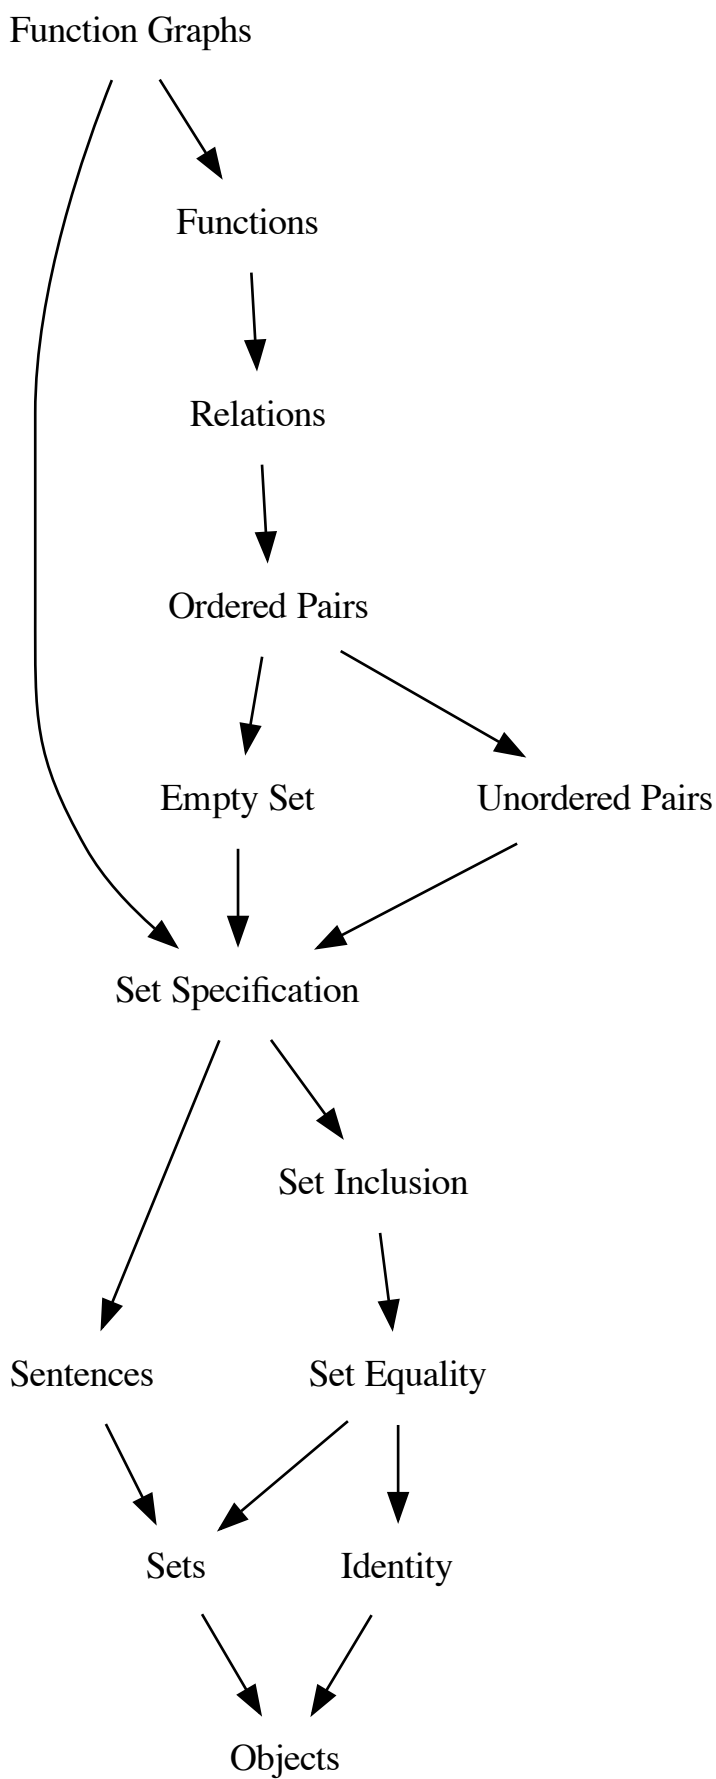 Function Graphs
Functions
Relations
Ordered Pairs
Empty Set
Unordered Pairs
Set Specification
Set Inclusion
Sentences
Set Equality
Sets
Identity
Objects